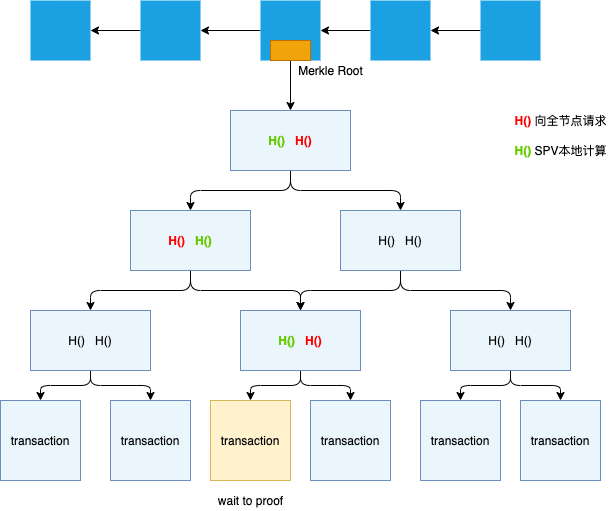 Merkle Root
H() H()
H() 向全节点请求
H() SPV本地计算
H() H()
H() H()
H() H()
H() H()
H() H()
transaction
transaction
transaction
transaction
transaction
transaction
wait to proof